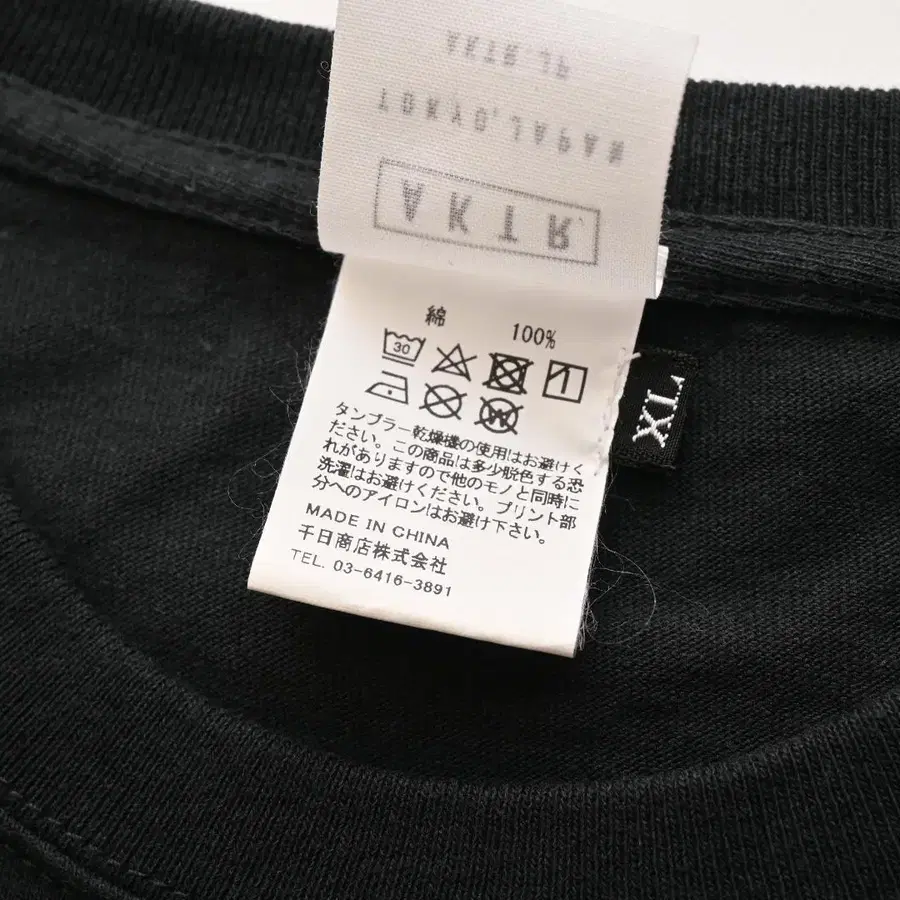 AKTR.JP
TOKYO,JAPAN
AKTR
綿 100%
30
XL
タンブラー乾燥機の使用はお避けく
ださい。この商品は多少脱色する恐
れがありますので他のモノと同時に
洗濯はお避けください。プリント部
分へのアイロンはお避け下さい。
MADE IN CHINA
千日商店株式会社
TEL. 03-6416-3891